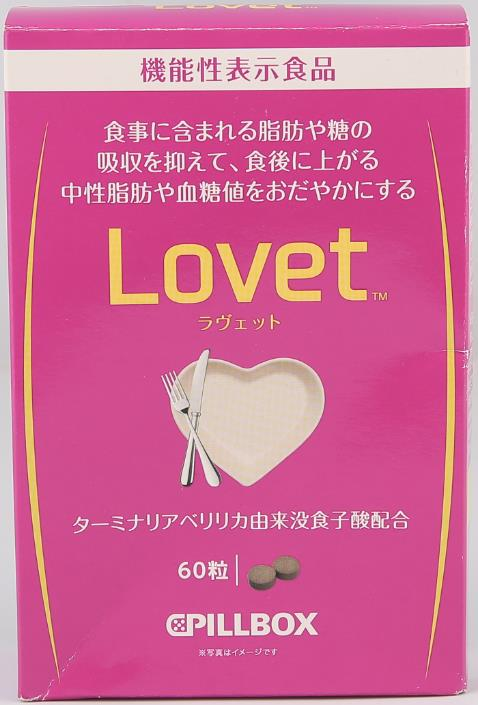 Lovet™
機能性表示食品
食事に含まれる脂肪や糖の
吸収を抑えて、食後に上がる
中性脂肪や血糖値をおだやかにする
Lovet™
ラヴェット
ターミナリアベリリカ由来没食子酸配合
60粒
PILLBOX
※写真はイメージです